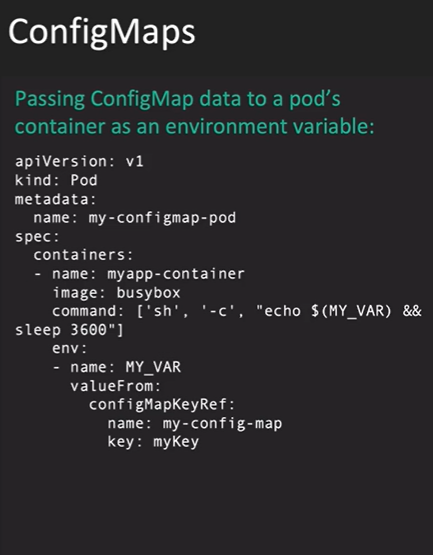 ConfigMaps
Passing ConfigMap data to a pod's
container as an environment variable:
apiVersion: v1
kind: Pod
metadata:
  name: my-configmap-pod
spec:
  containers:
  - name: myapp-container
    image: busybox
    command: ['sh', '-c', "echo $(MY_VAR) &&
sleep 3600"]
    env:
    - name: MY_VAR
      valueFrom:
        configMapKeyRef:
          name: my-config-map
          key: myKey